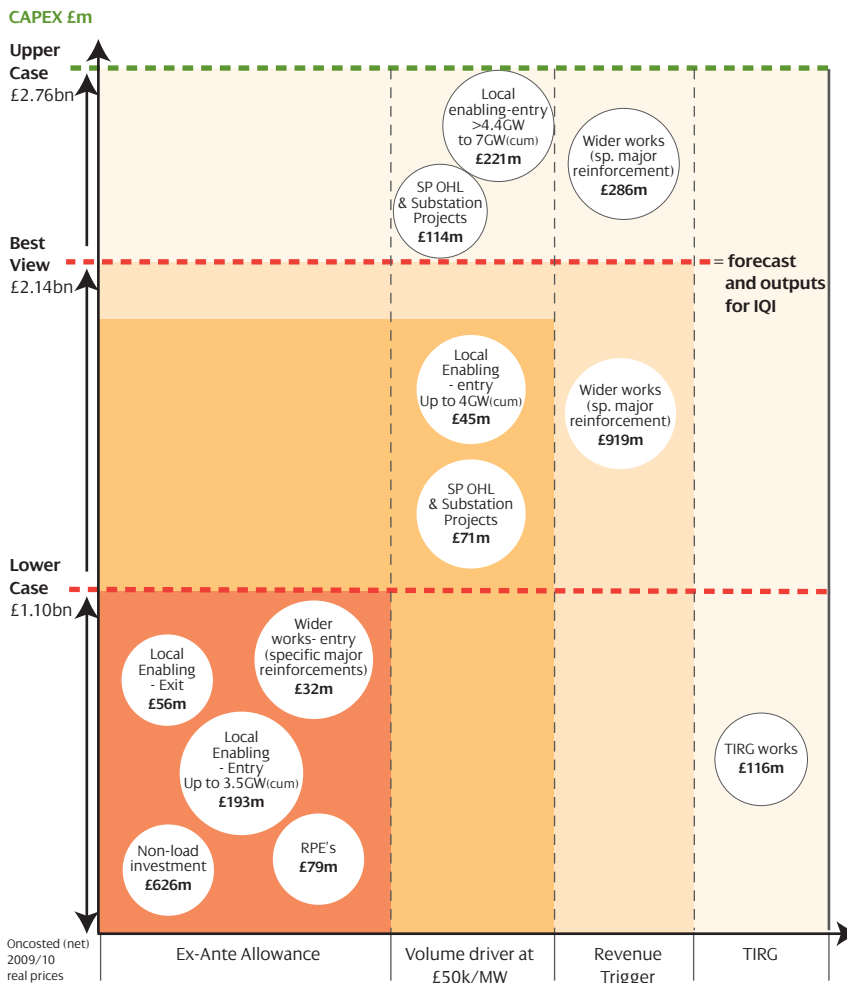 CAPEX £m
Upper
Case
£2.76bn
Local
enabling-entry
>4.4GW
to 7GW(cum)
£221m
Wider works
(sp. major
reinforcement)
£286m
SP OHL
& Substation
Projects
£114m
Best
View
£2.14bn
= forecast
and outputs
for IQI
Local
Enabling
- entry
Up to 4GW(cum)
£45m
Wider works
(sp. major
reinforcement)
£919m
SP OHL
& Substation
Projects
£71m
Lower
Case
£1.10bn
Wider
works- entry
(specific major
reinforcements)
£32m
Local
Enabling
- Exit
£56m
Local
Enabling
- Entry
Up to 3.5GW(cum)
£193m
TIRG works
£116m
Non-load
investment
£626m
RPE's
£79m
Oncosted (net)
2009/10
real prices
Ex-Ante Allowance
Volume driver at
£50k/MW
Revenue
Trigger
TIRG